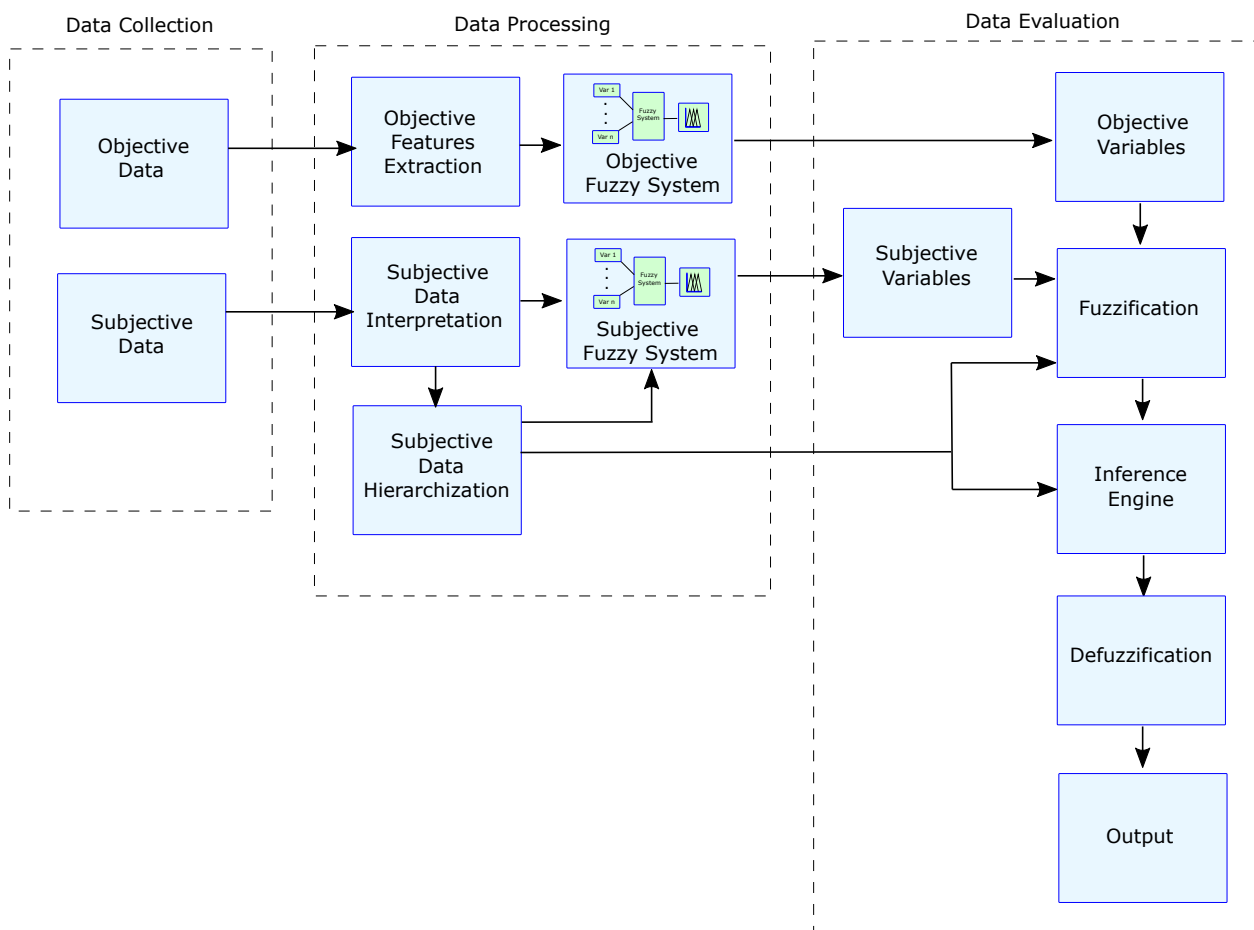 Data Collection
Data Processing
Data Evaluation
Objective
Data
Subjective
Data
Objective
Features
Extraction
Var 1
Var n
Fuzzy
System
Objective
Fuzzy System
Subjective
Data
Interpretation
Var 1
Var n
Fuzzy
System
Subjective
Fuzzy System
Subjective
Data
Hierarchization
Objective
Variables
Subjective
Variables
Fuzzification
Inference
Engine
Defuzzification
Output